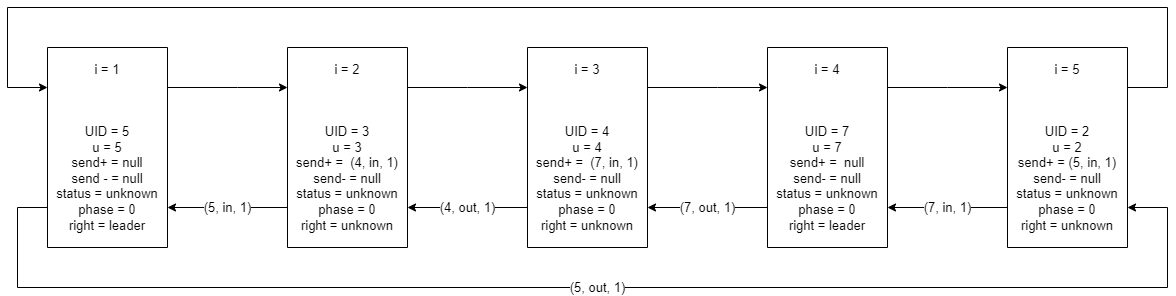 i = 1
UID = 5
u = 5
send+ = null
send - = null
status = unknown
phase = 0
right = leader
(5, in, 1)
i = 2
UID = 3
u = 3
send+ = (4, in, 1)
send- = null
status = unknown
phase = 0
right = unknown
(4, out, 1)
i = 3
UID = 4
u = 4
send+ = (7, in, 1)
send- = null
status = unknown
phase = 0
right = unknown
(7, out, 1)
i = 4
UID = 7
u = 7
send+ = null
send- = null
status = unknown
phase = 0
right = leader
(7, in, 1)
i = 5
UID = 2
u = 2
send+ = (5, in, 1)
send- = null
status = unknown
phase = 0
right = unknown
(5, out, 1)